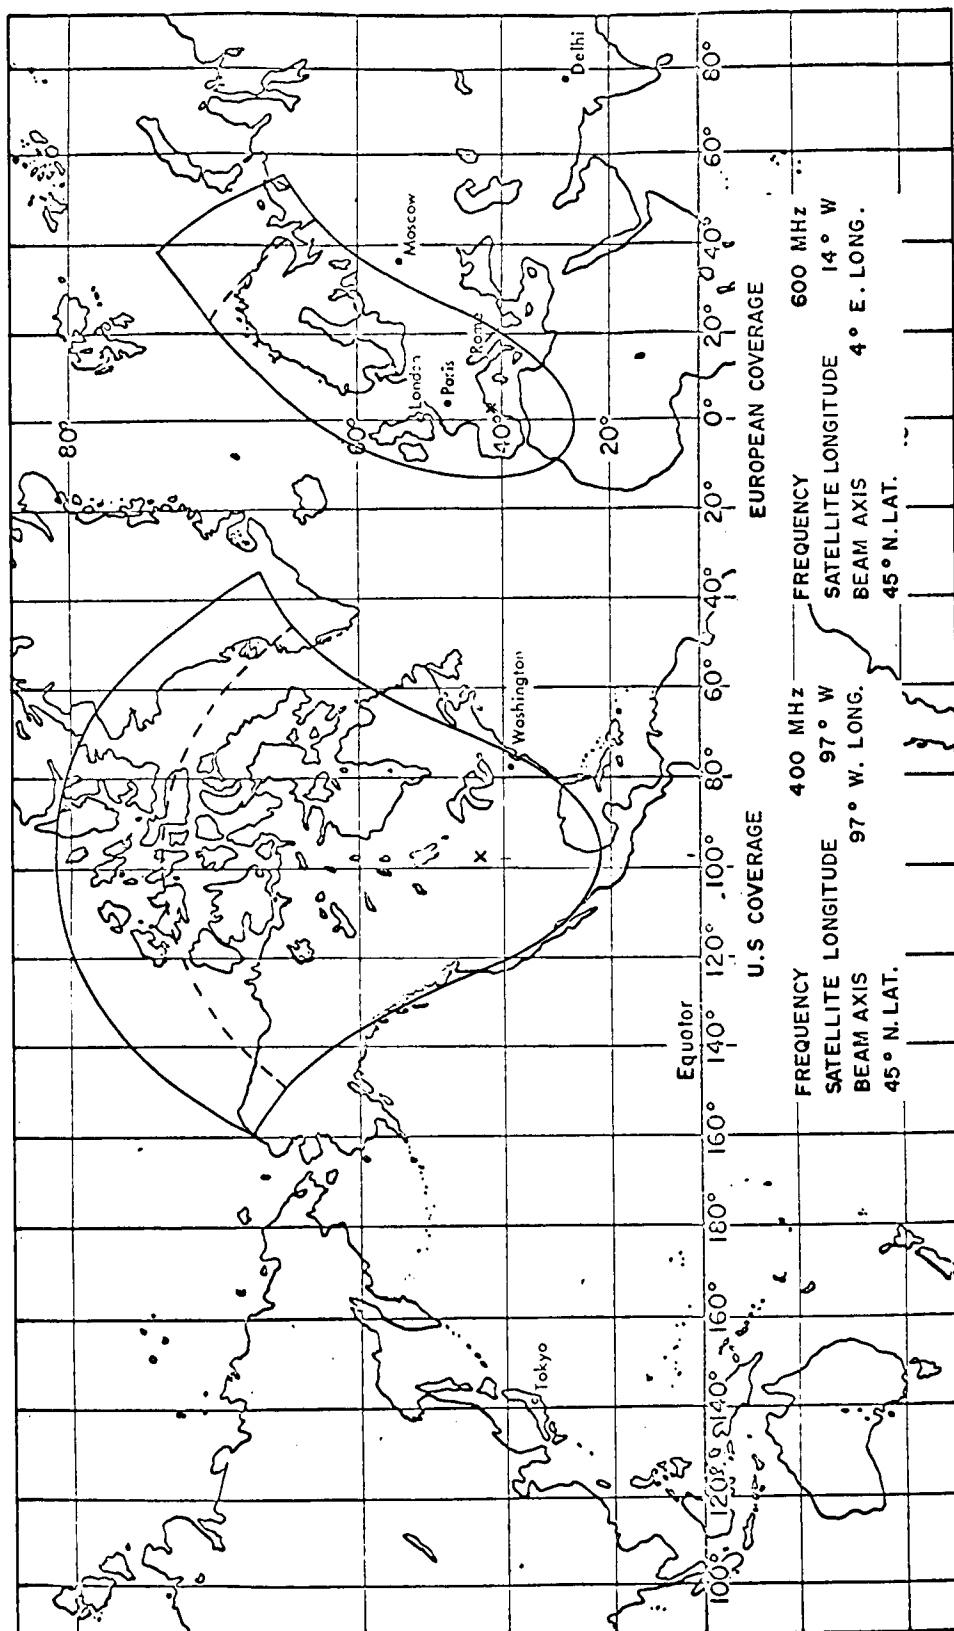 80°
60°
40°
20°
Moscow
Delhi
London
Paris
Rome
Washington
Tokyo
Equator
100°
120°
140°
160°
180°
160°
140°
120°
100°
80°
60°
40°
20°
0°
20°
40°
60°
80°
U.S COVERAGE
FREQUENCY 400 MHz
SATELLITE LONGITUDE 97° W
BEAM AXIS 97° W. LONG.
45° N.LAT.
EUROPEAN COVERAGE
FREQUENCY 600 MHz
SATELLITE LONGITUDE 14° W
BEAM AXIS 4° E. LONG.
45° N.LAT.